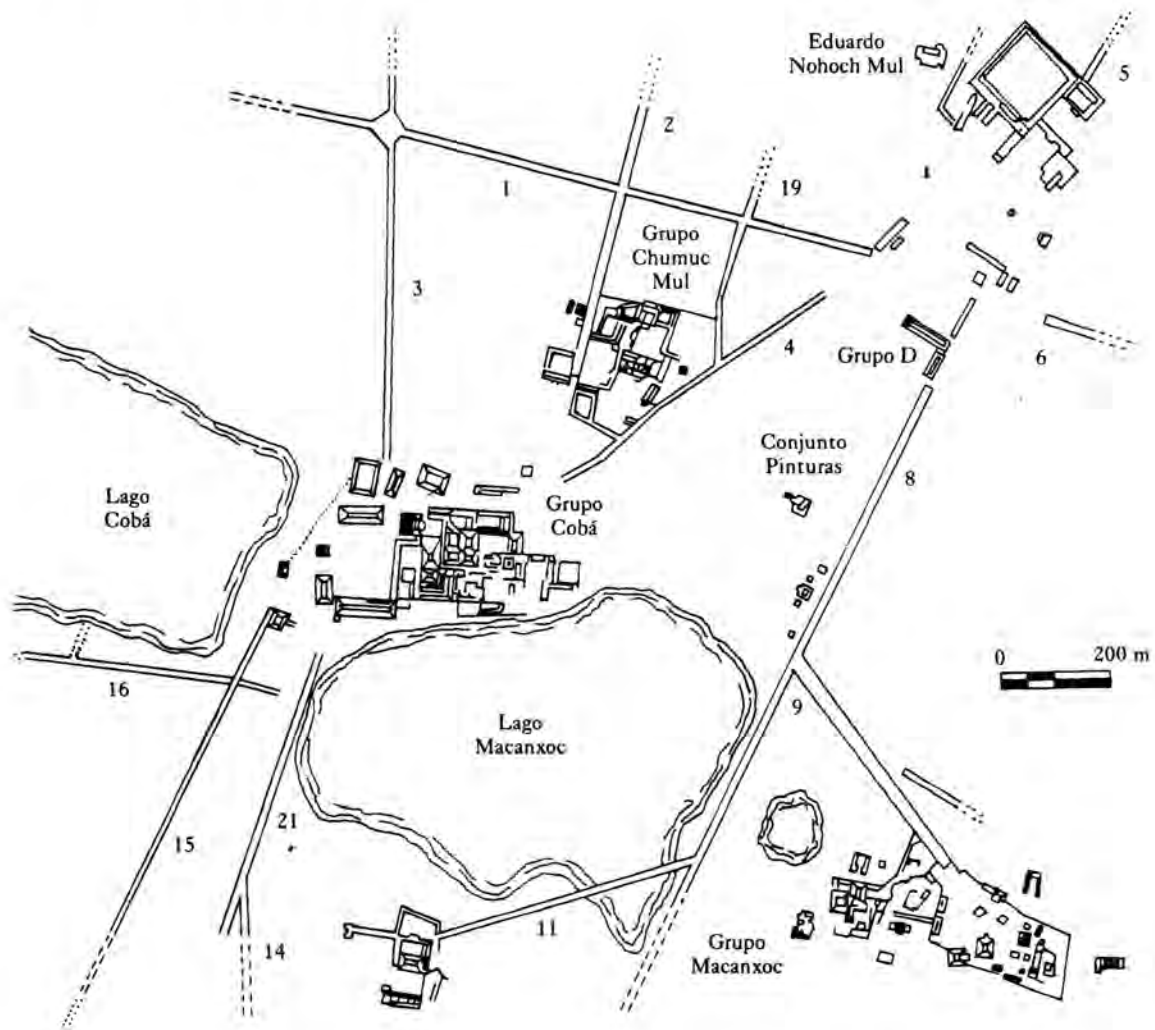 Eduardo
Nohoch Mul
5
2
1
19
1
Grupo
Chumuc
Mul
3
4
Grupo D
6
Conjunto
Pinturas
8
Lago
Cobá
Grupo
Cobá
0 200 m
16
9
Lago
Macanxoc
15
21
11
14
Grupo
Macanxoc